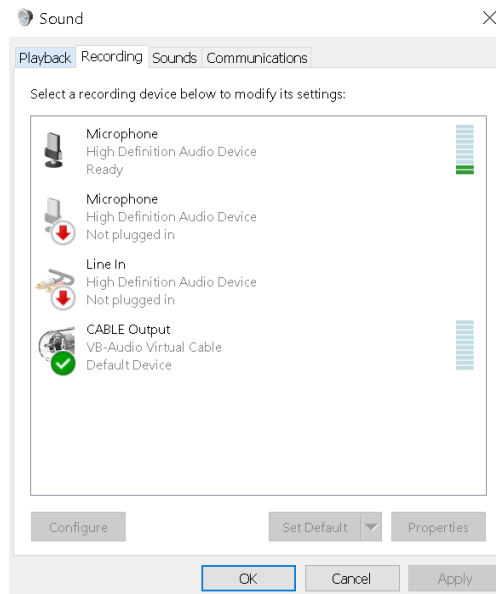 Sound
Playback Recording Sounds Communications
Select a recording device below to modify its settings:
Microphone
High Definition Audio Device
Ready
Microphone
High Definition Audio Device
Not plugged in
Line In
High Definition Audio Device
Not plugged in
CABLE Output
VB-Audio Virtual Cable
Default Device
Configure Set Default Properties
OK Cancel Apply